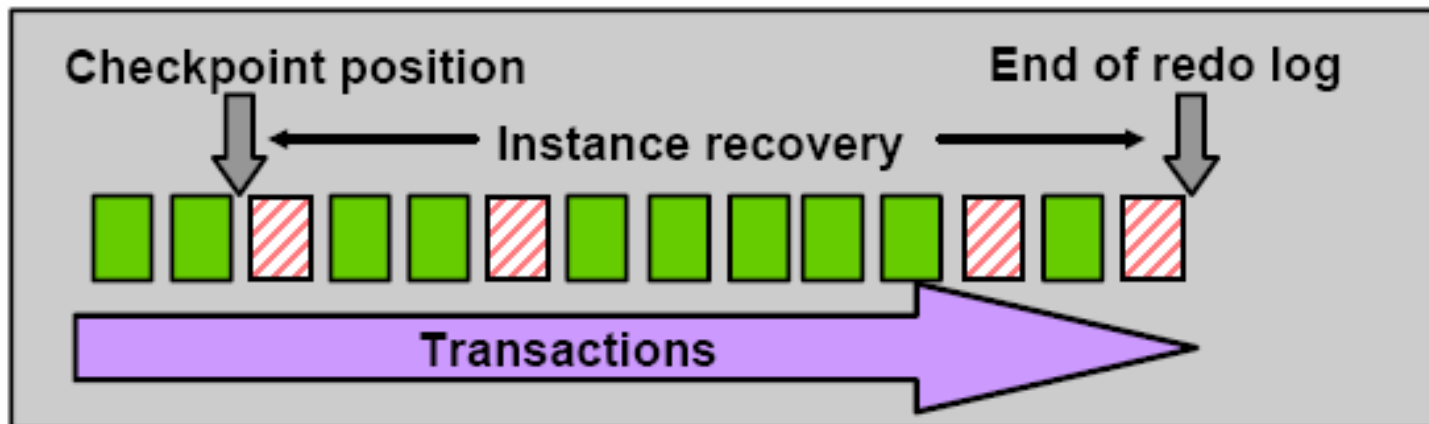 Checkpoint position
End of redo log
Instance recovery
Transactions